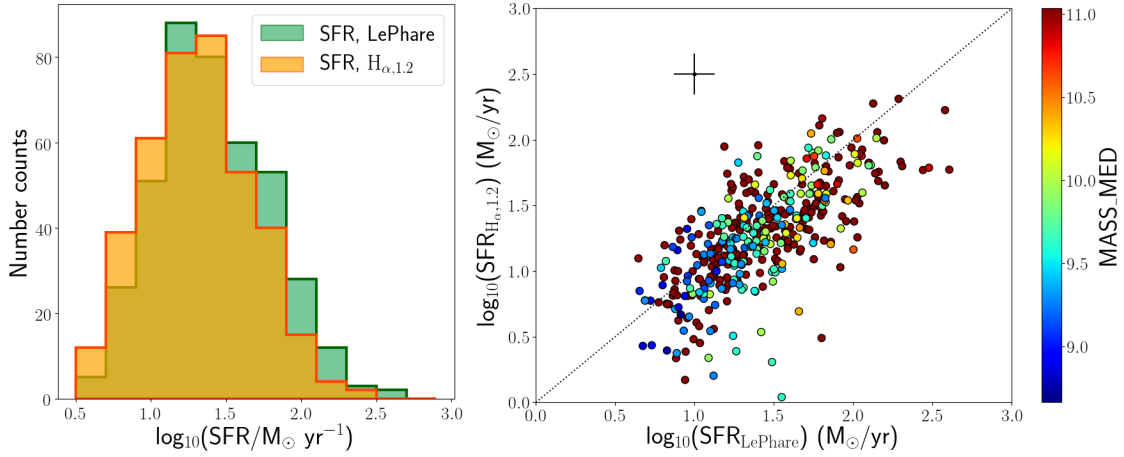 SFR, LePhare
SFR, Hα,1.2
Number counts
80
60
40
20
0
0.5 1.0 1.5 2.0 2.5 3.0
log10(SFR/M⊙ yr−1)
log10(SFRHα,1.2) (M⊙/yr)
3.0
2.5
2.0
1.5
1.0
0.5
0.0
0.0 0.5 1.0 1.5 2.0 2.5 3.0
log10(SFRLePhare) (M⊙/yr)
11.0
10.5
10.0
9.5
9.0
MASS_MED